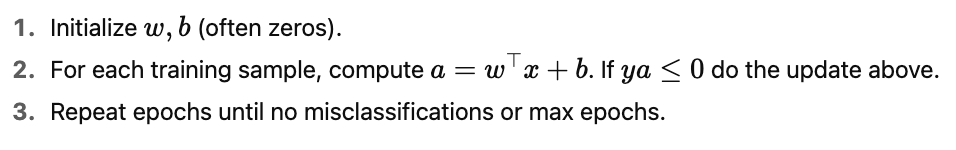 1. Initialize w, b (often zeros).
2. For each training sample, compute a = w⊤x + b. If ya ≤ 0 do the update above.
3. Repeat epochs until no misclassifications or max epochs.